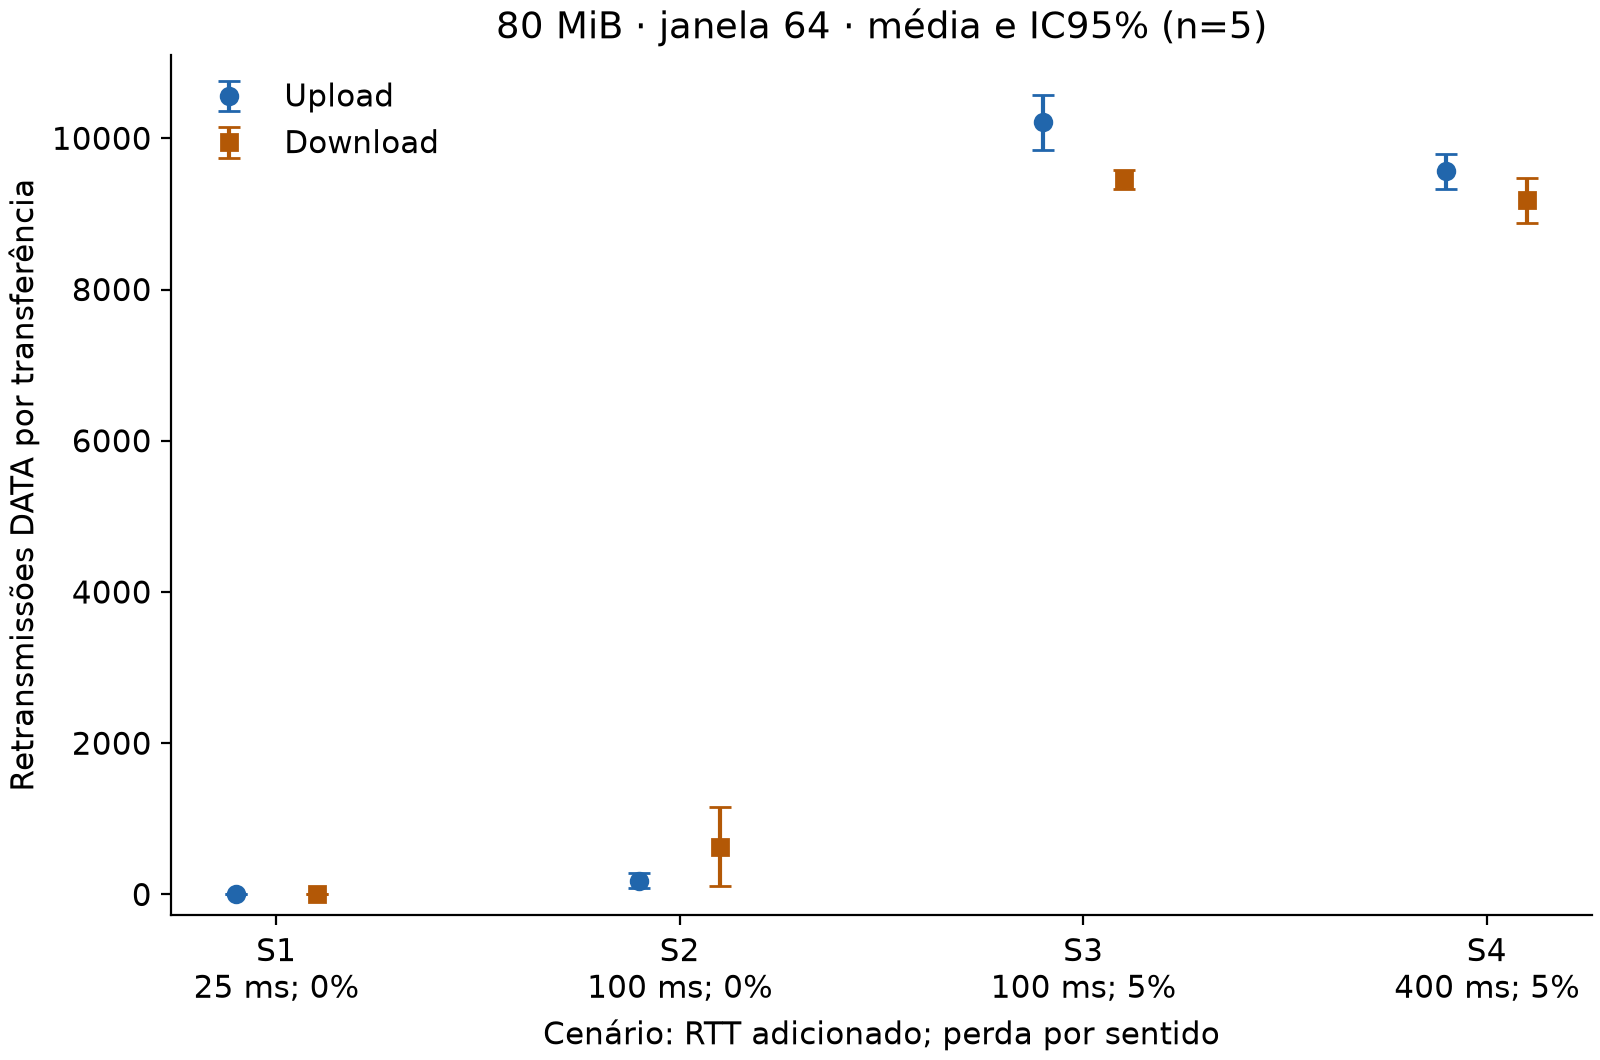 80 MiB · janela 64 · média e IC95% (n=5)
Upload
Download
Retransmissões DATA por transferência
10000
8000
6000
4000
2000
0
S1
25 ms; 0%
S2
100 ms; 0%
S3
100 ms; 5%
S4
400 ms; 5%
Cenário: RTT adicionado; perda por sentido